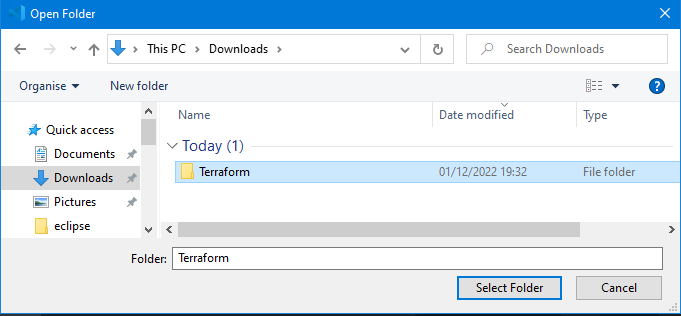 Open Folder
This PC Downloads
Search Downloads
Organise New folder
?
Name Date modified Type
Quick access
Documents
Downloads
Pictures
eclipse
Today (1)
Terraform 01/12/2022 19:32 File folder
Folder: Terraform
Select Folder Cancel